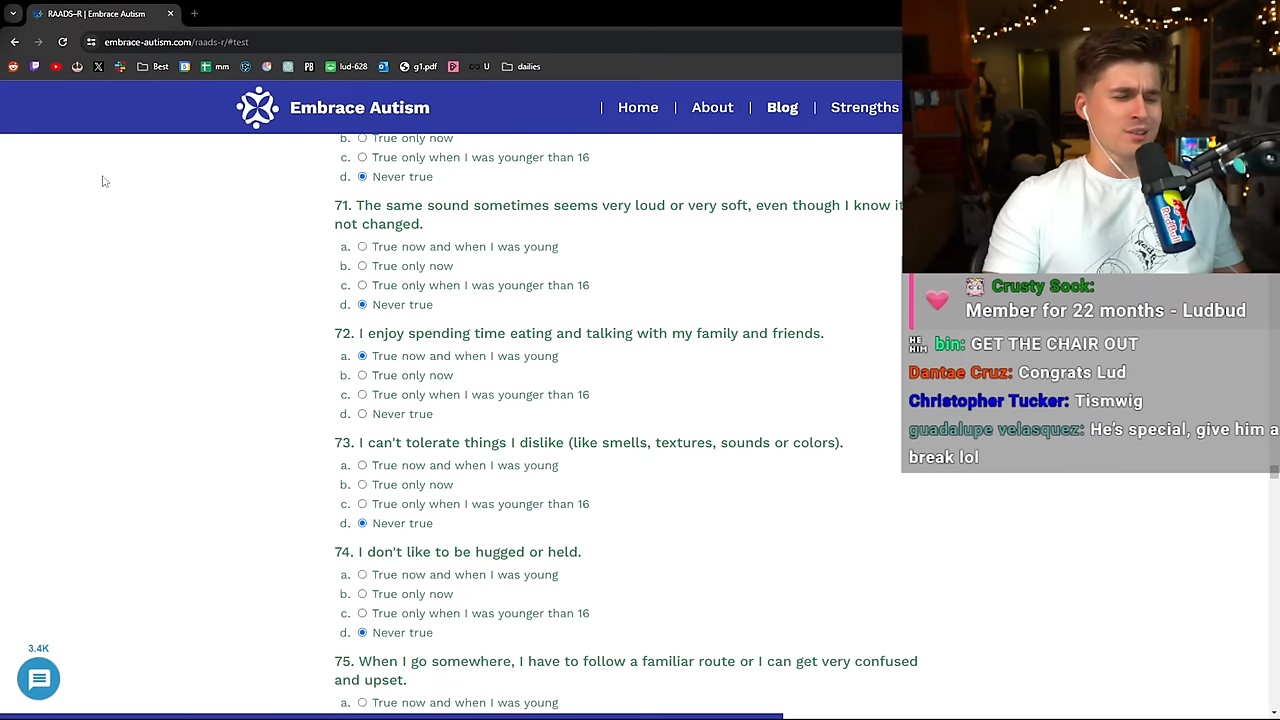 RAADS–R | Embrace Autism
embrace-autism.com/raads-r/#test
Best
mm
lud-628
g1.pdf
U
dailies
Embrace Autism
| Home | About | Blog | Strengths
b. True only now
c. True only when I was younger than 16
d. Never true
71. The same sound sometimes seems very loud or very soft, even though I know it
not changed.
a. True now and when I was young
b. True only now
c. True only when I was younger than 16
d. Never true
72. I enjoy spending time eating and talking with my family and friends.
a. True now and when I was young
b. True only now
c. True only when I was younger than 16
d. Never true
73. I can't tolerate things I dislike (like smells, textures, sounds or colors).
a. True now and when I was young
b. True only now
c. True only when I was younger than 16
d. Never true
74. I don't like to be hugged or held.
a. True now and when I was young
b. True only now
c. True only when I was younger than 16
d. Never true
75. When I go somewhere, I have to follow a familiar route or I can get very confused
and upset.
a. True now and when I was young
3.4K
RedBull
Crusty Sock:
Member for 22 months - Ludbud
HE HIM bin: GET THE CHAIR OUT
Dantae Cruz: Congrats Lud
Christopher Tucker: Tismwig
guadalupe velasquez: He's special, give him a
break lol